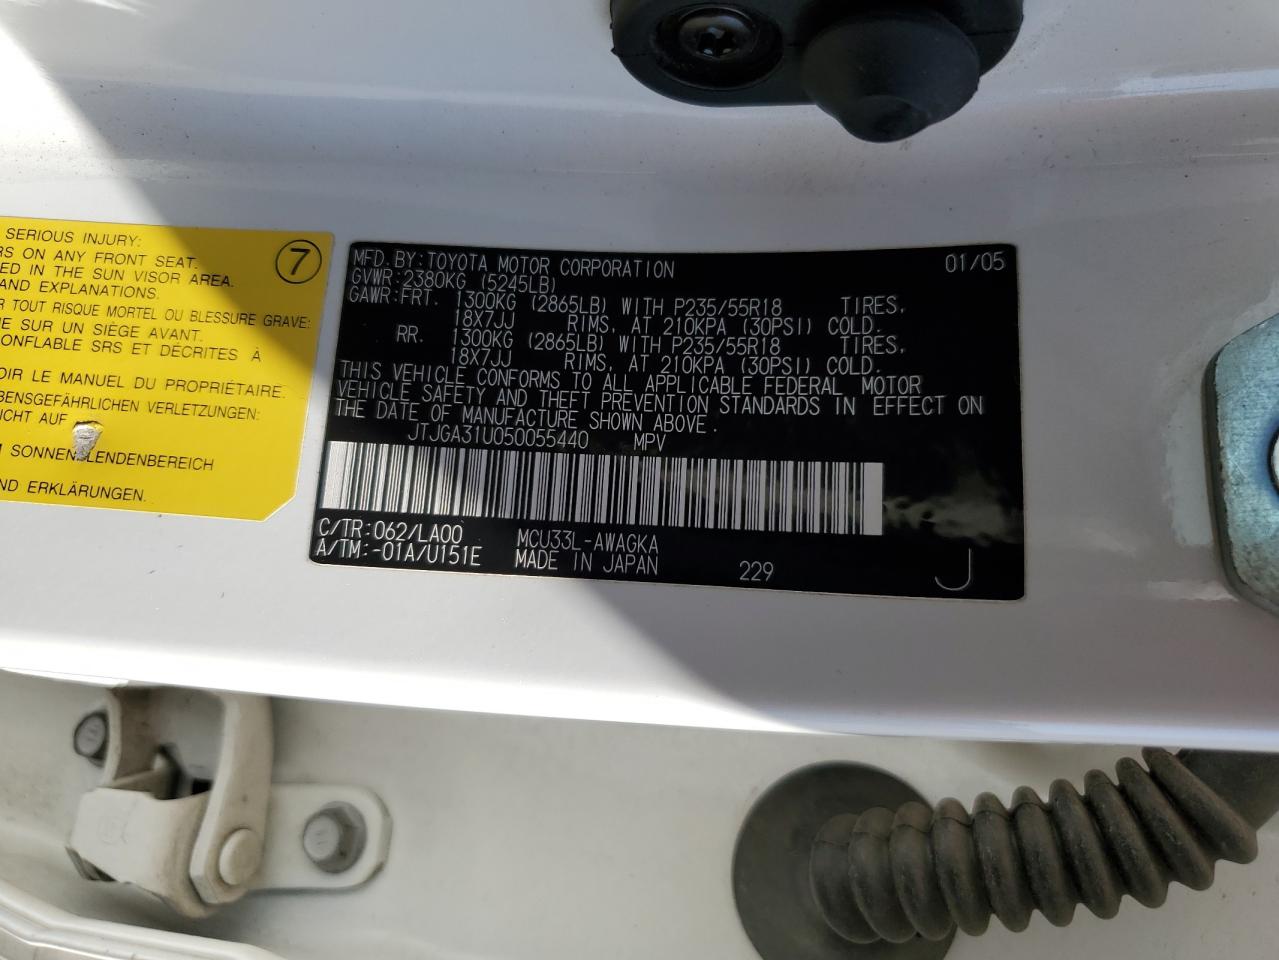 SERIOUS INJURY:
RS ON ANY FRONT SEAT.
ED IN THE SUN VISOR AREA.
AND EXPLANATIONS.
R TOUT RISQUE MORTEL OU BLESSURE GRAVE:
NE SUR UN SIÈGE AVANT.
ONFLABLE SRS ET DÉCRITES À
OIR LE MANUEL DU PROPRIÉTAIRE.
BENSGEFÄHRLICHEN VERLETZUNGEN:
ICHT AUF
M SONNEN LENDENBEREICH
ND ERKLÄRUNGEN.
7
MFD. BY: TOYOTA MOTOR CORPORATION 01/05
GVWR: 2380KG (5245LB)
GAWR: FRT. 1300KG (2865LB) WITH P235/55R18 TIRES,
18X7JJ RIMS, AT 210KPA (30PSI) COLD.
RR. 1300KG (2865LB) WITH P235/55R18 TIRES,
18X7JJ RIMS, AT 210KPA (30PSI) COLD.
THIS VEHICLE CONFORMS TO ALL APPLICABLE FEDERAL MOTOR
VEHICLE SAFETY AND THEFT PREVENTION STANDARDS IN EFFECT ON
THE DATE OF MANUFACTURE SHOWN ABOVE.
JTJGA31U050055440 MPV
C/TR: 062/LA00 MCU33L-AWAGKA
A/TM: -01A/U151E MADE IN JAPAN 229 J